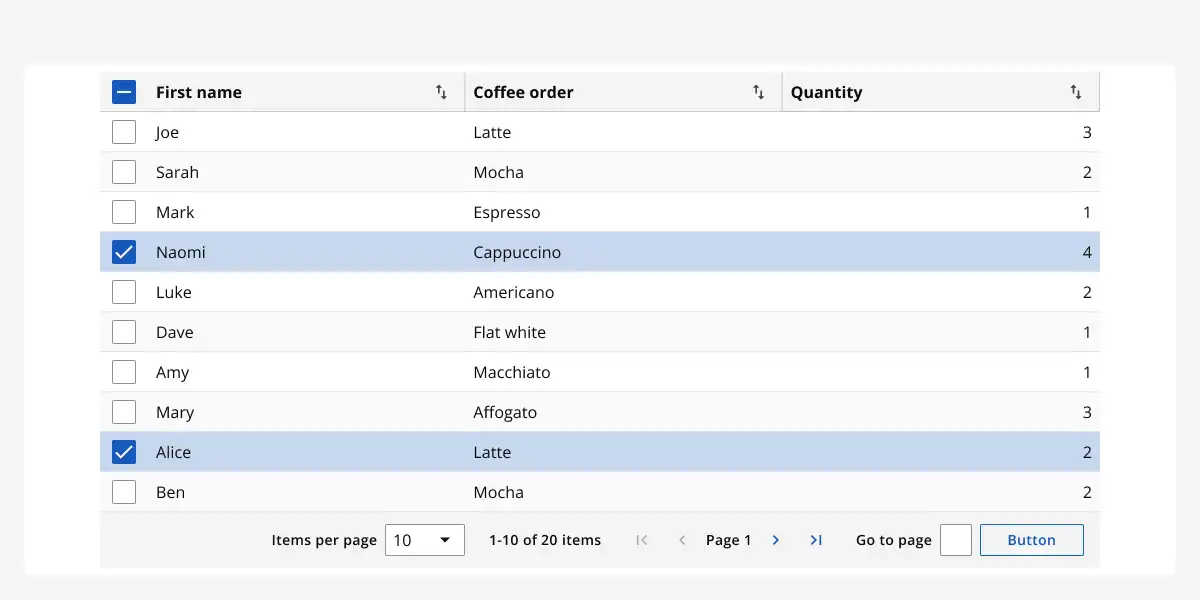 First name Coffee order Quantity
Joe Latte 3
Sarah Mocha 2
Mark Espresso 1
Naomi Cappuccino 4
Luke Americano 2
Dave Flat white 1
Amy Macchiato 1
Mary Affogato 3
Alice Latte 2
Ben Mocha 2
Items per page 10 1-10 of 20 items Page 1 Go to page Button